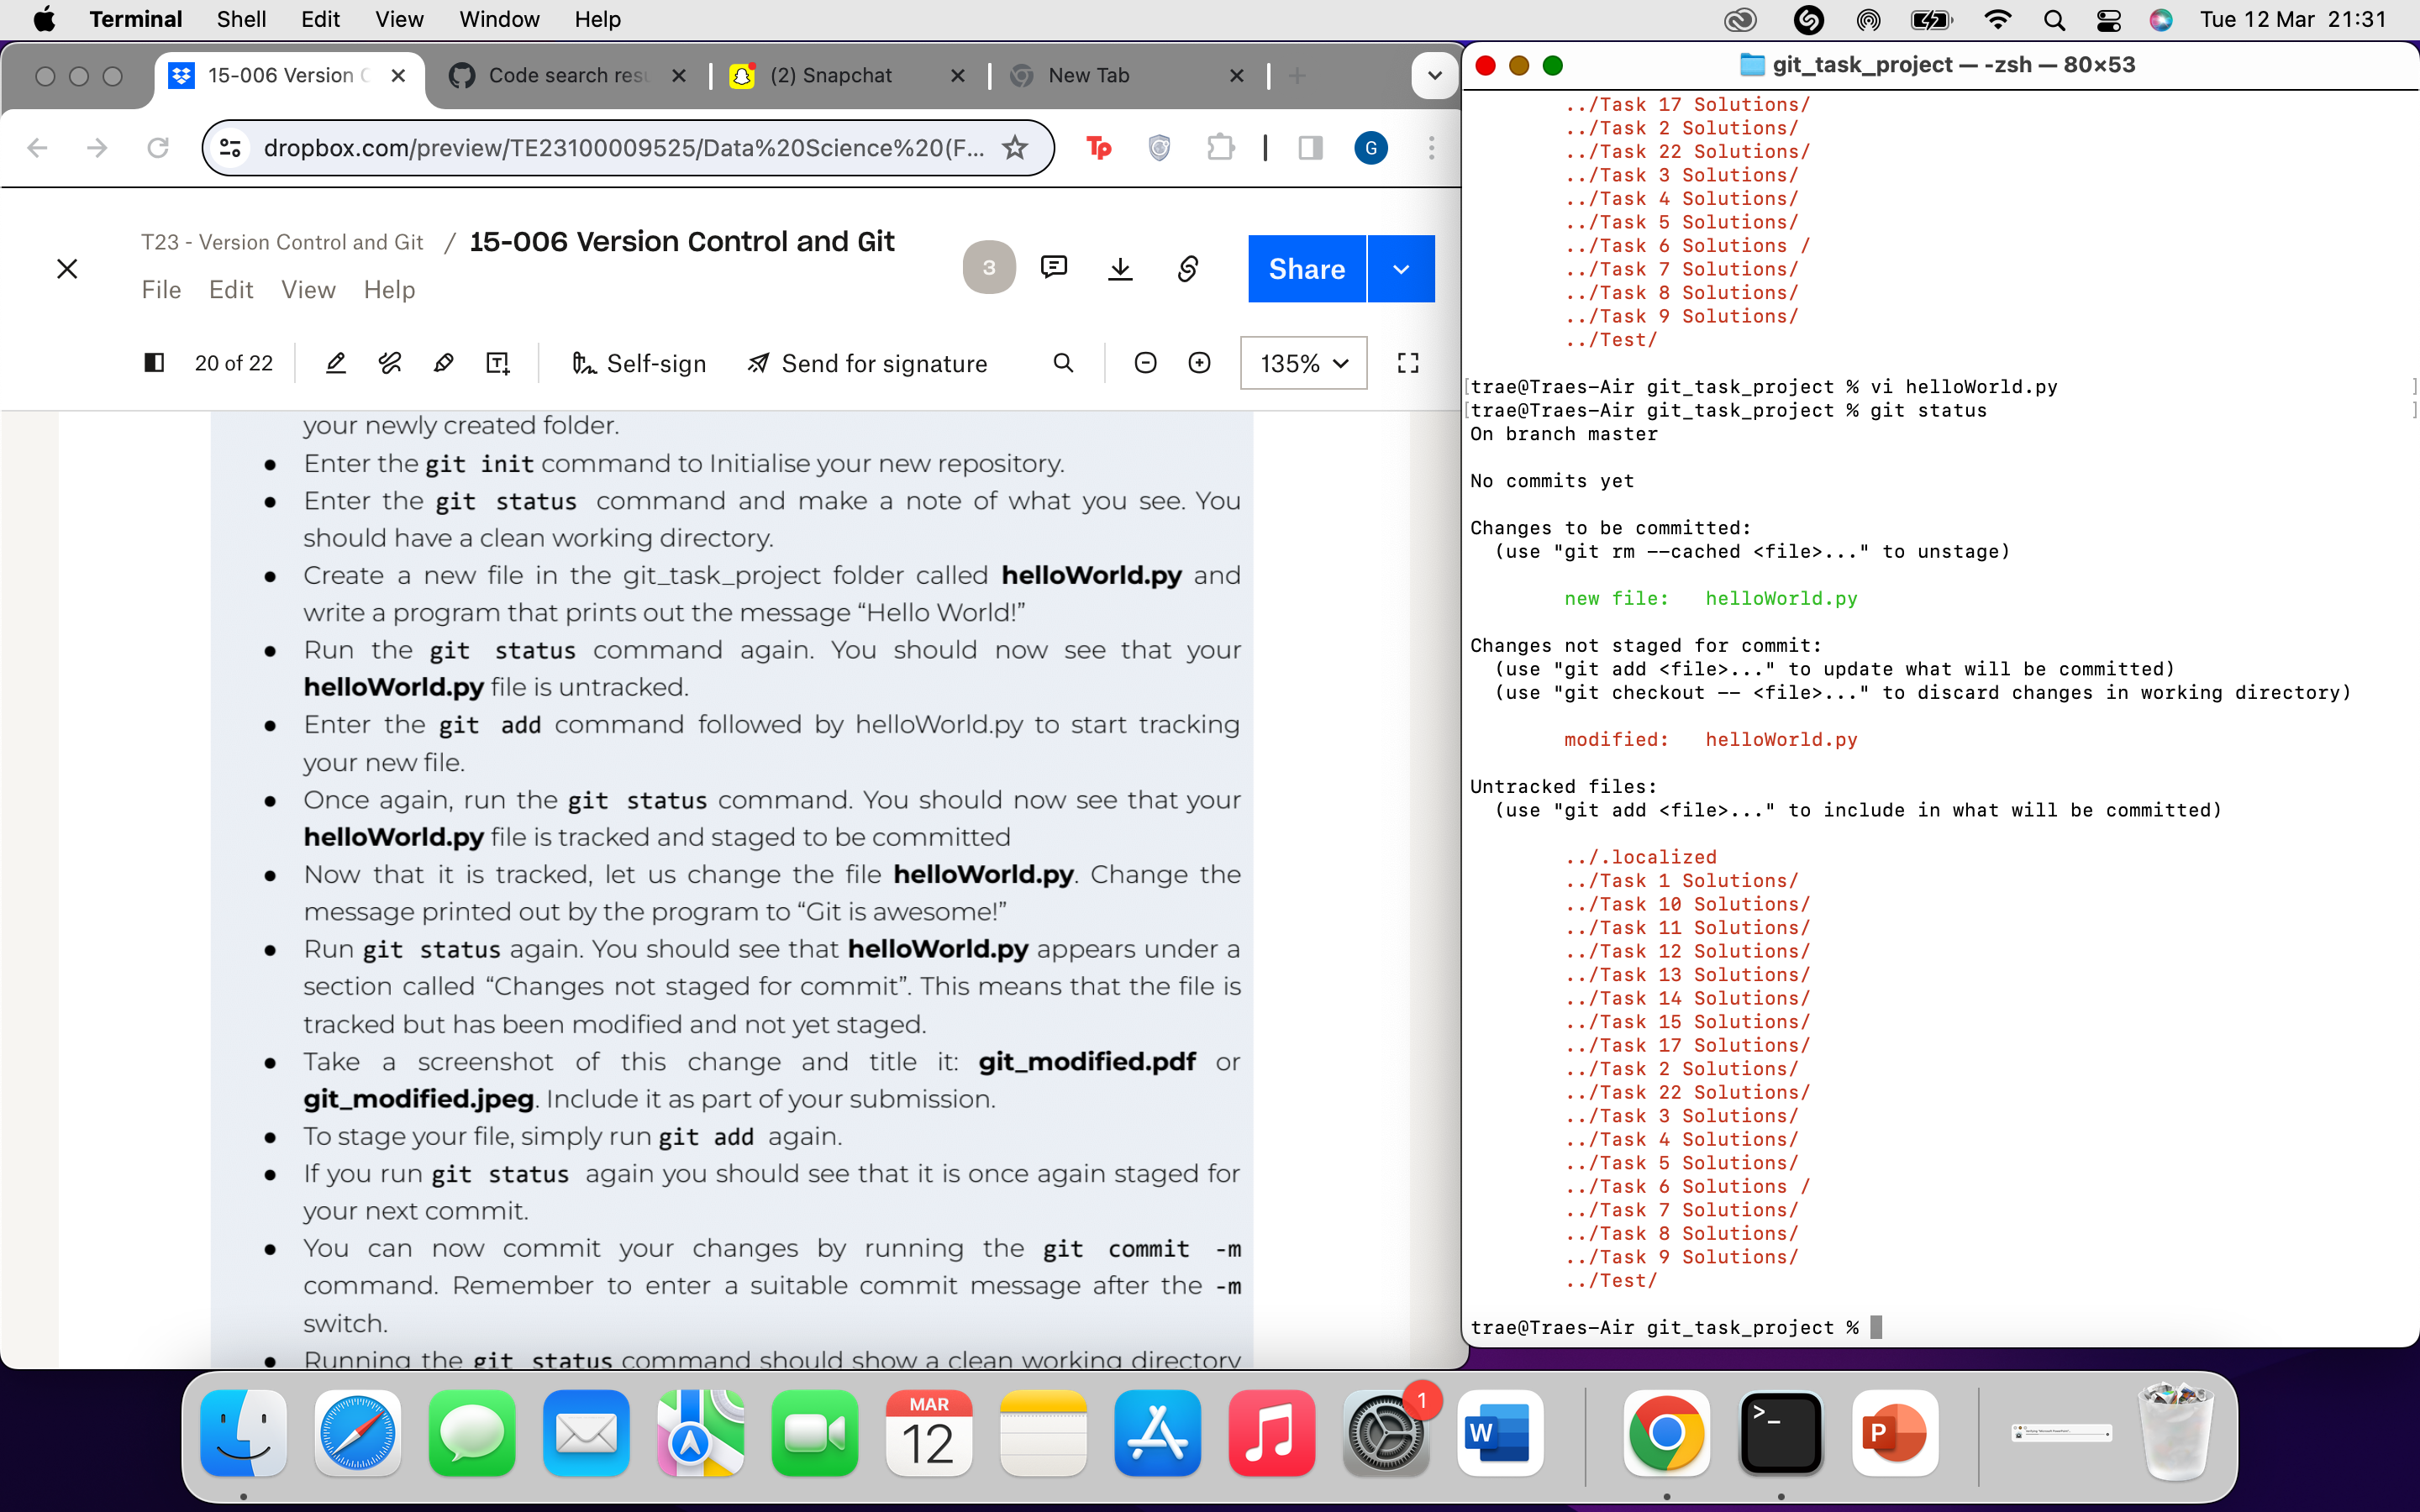 Terminal Shell Edit View Window Help Tue 12 Mar 21:31
15-006 Version C
Code search resu
(2) Snapchat
New Tab
dropbox.com/preview/TE23100009525/Data%20Science%20(F...
Tp
G
T23 - Version Control and Git / 15-006 Version Control and Git
File Edit View Help
3
Share
20 of 22
Self-sign
Send for signature
135%
your newly created folder.
● Enter the git init command to Initialise your new repository.
● Enter the git status command and make a note of what you see. You
should have a clean working directory.
● Create a new file in the git_task_project folder called helloWorld.py and
write a program that prints out the message “Hello World!”
● Run the git status command again. You should now see that your
helloWorld.py file is untracked.
● Enter the git add command followed by helloWorld.py to start tracking
your new file.
● Once again, run the git status command. You should now see that your
helloWorld.py file is tracked and staged to be committed
● Now that it is tracked, let us change the file helloWorld.py. Change the
message printed out by the program to “Git is awesome!”
● Run git status again. You should see that helloWorld.py appears under a
section called “Changes not staged for commit”. This means that the file is
tracked but has been modified and not yet staged.
● Take a screenshot of this change and title it: git_modified.pdf or
git_modified.jpeg. Include it as part of your submission.
● To stage your file, simply run git add again.
● If you run git status again you should see that it is once again staged for
your next commit.
● You can now commit your changes by running the git commit -m
command. Remember to enter a suitable commit message after the -m
switch.
● Running the git status command should show a clean working directory
git_task_project — -zsh — 80×53
../Task 17 Solutions/
../Task 2 Solutions/
../Task 22 Solutions/
../Task 3 Solutions/
../Task 4 Solutions/
../Task 5 Solutions/
../Task 6 Solutions /
../Task 7 Solutions/
../Task 8 Solutions/
../Task 9 Solutions/
../Test/
[trae@Traes-Air git_task_project % vi helloWorld.py ]
[trae@Traes-Air git_task_project % git status ]
On branch master
No commits yet
Changes to be committed:
(use "git rm --cached <file>..." to unstage)
new file: helloWorld.py
Changes not staged for commit:
(use "git add <file>..." to update what will be committed)
(use "git checkout -- <file>..." to discard changes in working directory)
modified: helloWorld.py
Untracked files:
(use "git add <file>..." to include in what will be committed)
../.localized
../Task 1 Solutions/
../Task 10 Solutions/
../Task 11 Solutions/
../Task 12 Solutions/
../Task 13 Solutions/
../Task 14 Solutions/
../Task 15 Solutions/
../Task 17 Solutions/
../Task 2 Solutions/
../Task 22 Solutions/
../Task 3 Solutions/
../Task 4 Solutions/
../Task 5 Solutions/
../Task 6 Solutions /
../Task 7 Solutions/
../Task 8 Solutions/
../Task 9 Solutions/
../Test/
trae@Traes-Air git_task_project %
MAR
12
1
W
>_
P